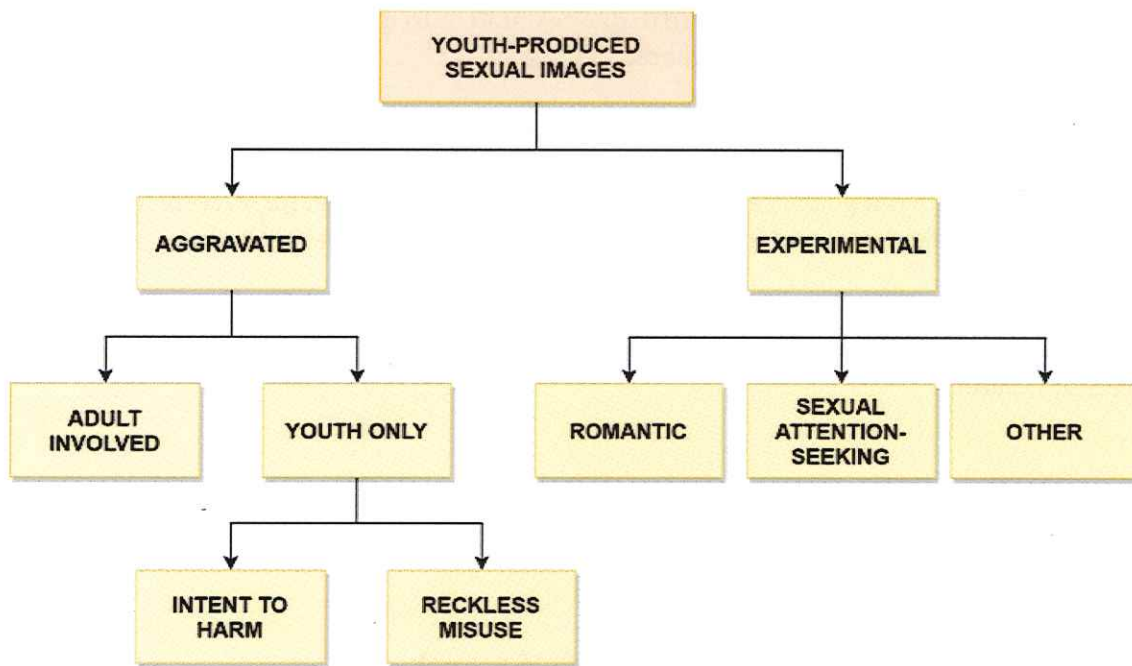 YOUTH-PRODUCED
SEXUAL IMAGES
AGGRAVATED
EXPERIMENTAL
ADULT
INVOLVED
YOUTH ONLY
ROMANTIC
SEXUAL
ATTENTION-
SEEKING
OTHER
INTENT TO
HARM
RECKLESS
MISUSE